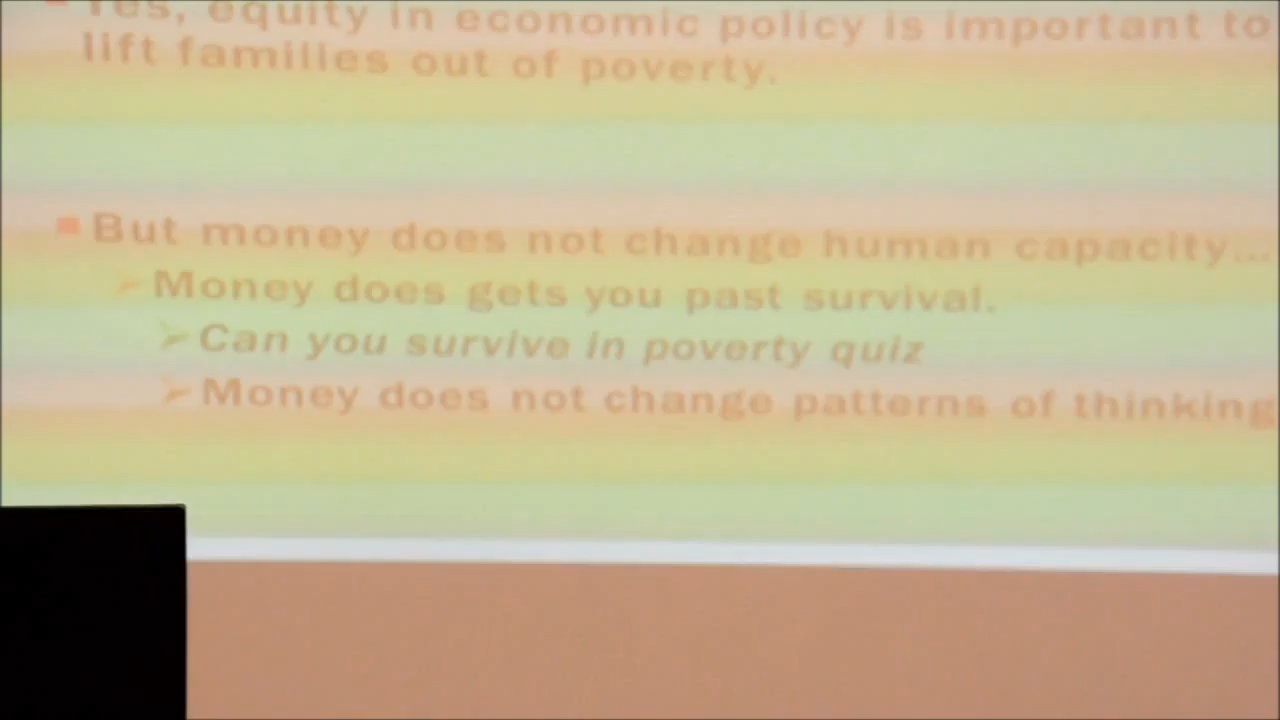 Yes, equity in economic policy is important to
lift families out of poverty.
But money does not change human capacity...
Money does gets you past survival.
Can you survive in poverty quiz
Money does not change patterns of thinking